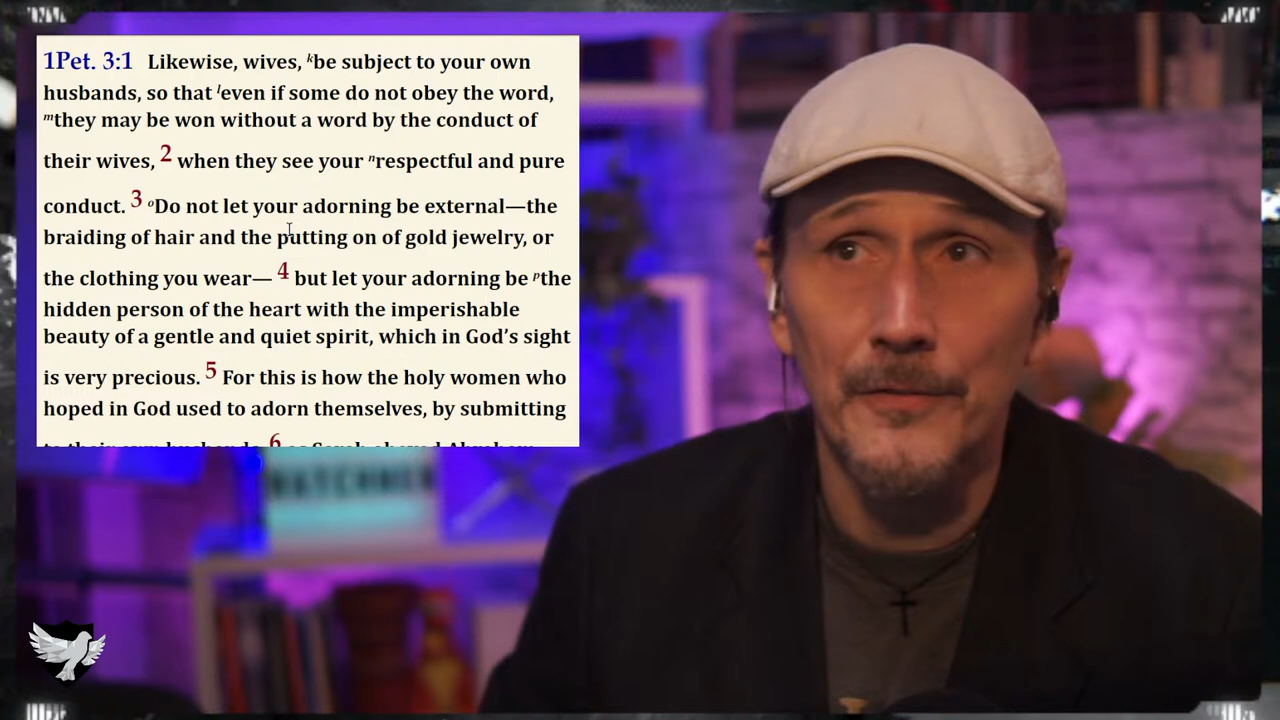 1Pet. 3:1 Likewise, wives, kbe subject to your own
husbands, so that leven if some do not obey the word,
mthey may be won without a word by the conduct of
their wives, 2 when they see your nrespectful and pure
conduct. 3 oDo not let your adorning be external—the
braiding of hair and the putting on of gold jewelry, or
the clothing you wear— 4 but let your adorning be pthe
hidden person of the heart with the imperishable
beauty of a gentle and quiet spirit, which in God’s sight
is very precious. 5 For this is how the holy women who
hoped in God used to adorn themselves, by submitting
6
WATCHMEN